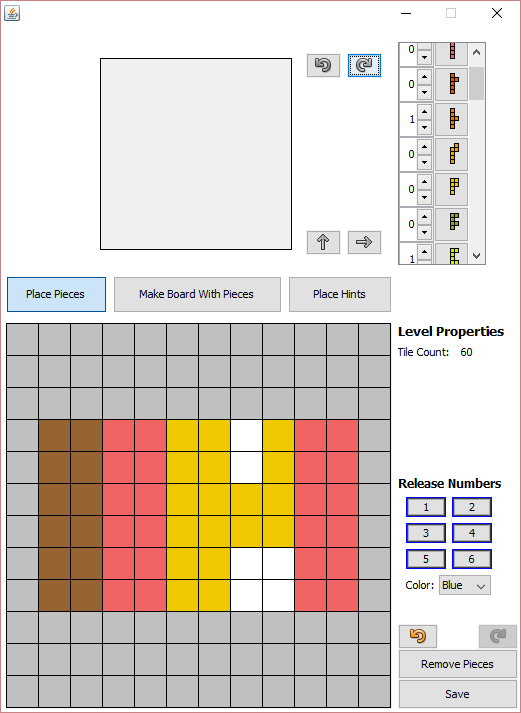 0
0
1
0
0
0
1
Place Pieces
Make Board With Pieces
Place Hints
Level Properties
Tile Count: 60
Release Numbers
1 2
3 4
5 6
Color: Blue
Remove Pieces
Save